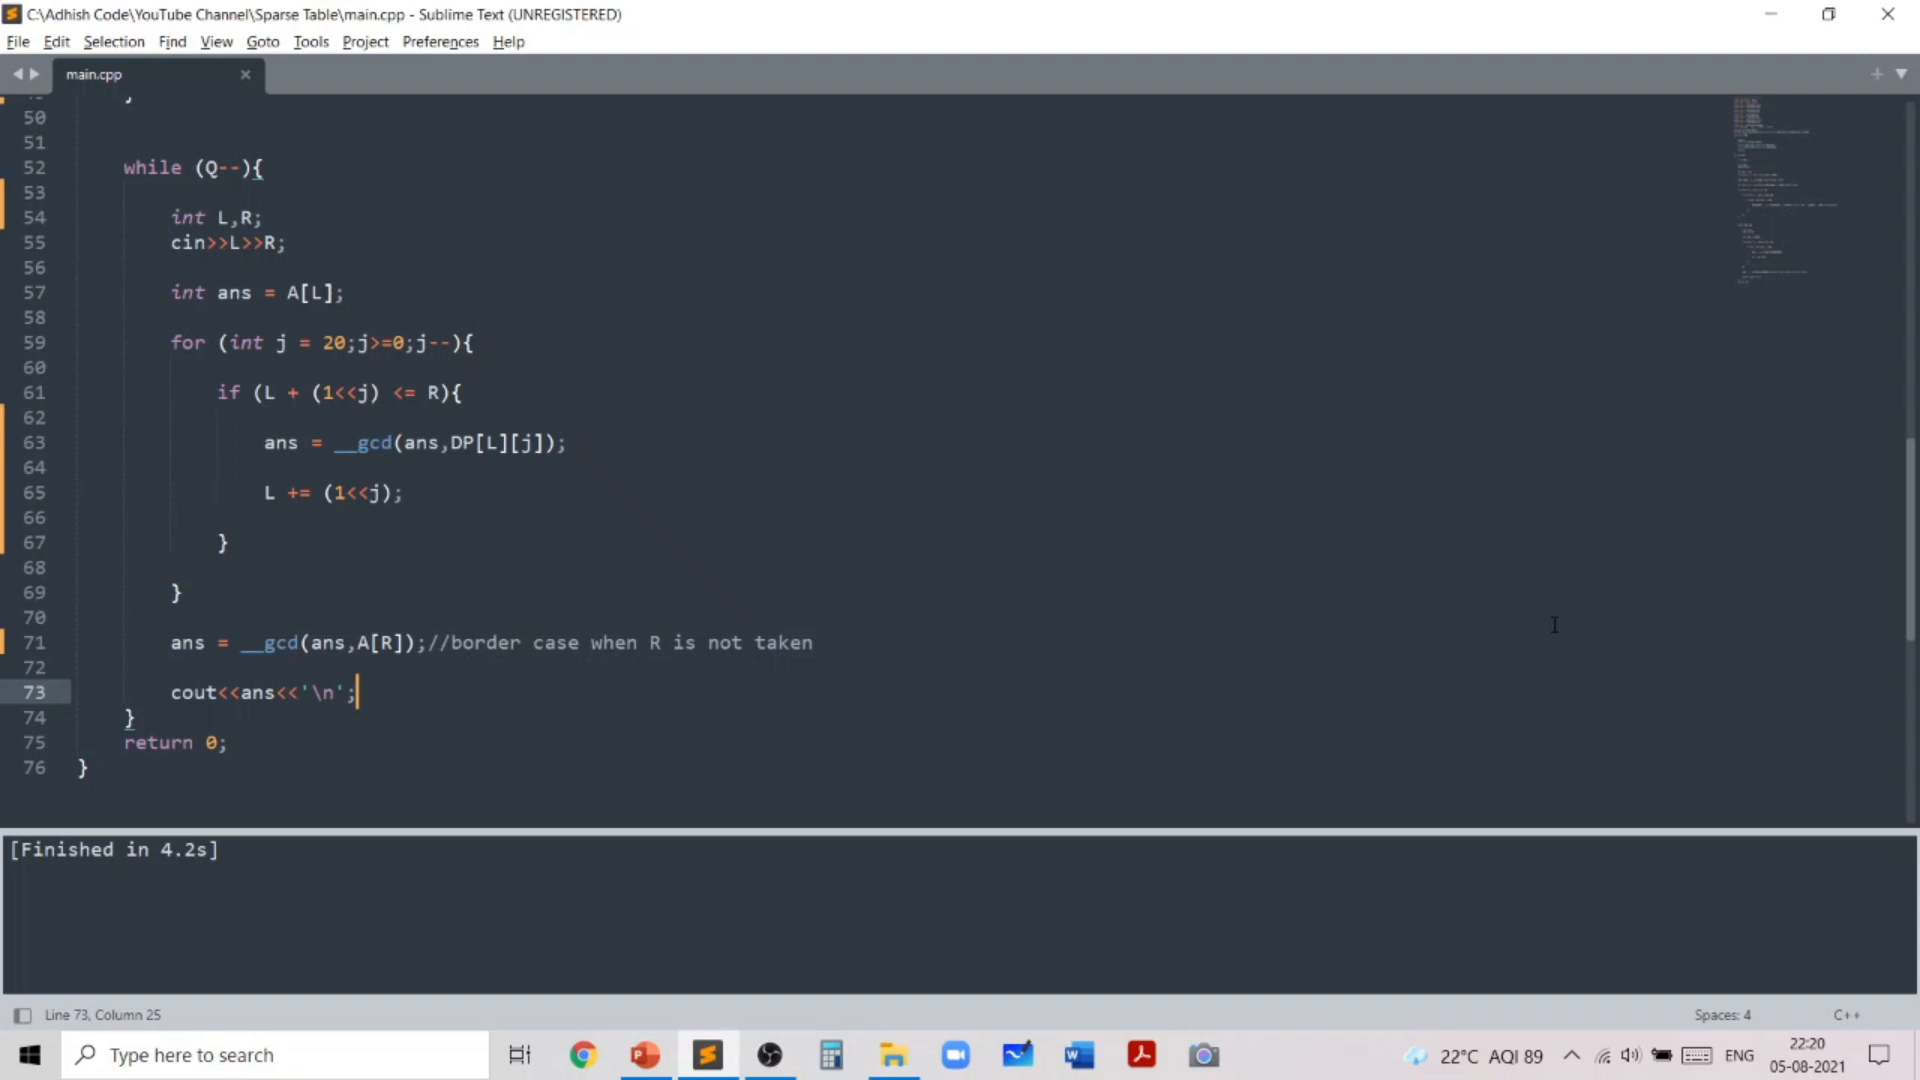 C:\Adhish Code\YouTube Channel\Sparse Table\main.cpp - Sublime Text (UNREGISTERED)
File Edit Selection Find View Goto Tools Project Preferences Help
main.cpp
50
51
52 while (Q--){
53
54 int L,R;
55 cin>>L>>R;
56
57 int ans = A[L];
58
59 for (int j = 20;j>=0;j--){
60
61 if (L + (1<<j) <= R){
62
63 ans = __gcd(ans,DP[L][j]);
64
65 L += (1<<j);
66
67 }
68
69 }
70
71 ans = __gcd(ans,A[R]);//border case when R is not taken
72
73 cout<<ans<<'\n';
74 }
75 return 0;
76 }
[Finished in 4.2s]
Line 73, Column 25 Spaces: 4 C++
Type here to search 22°C AQI 89 ENG 22:20
05-08-2021